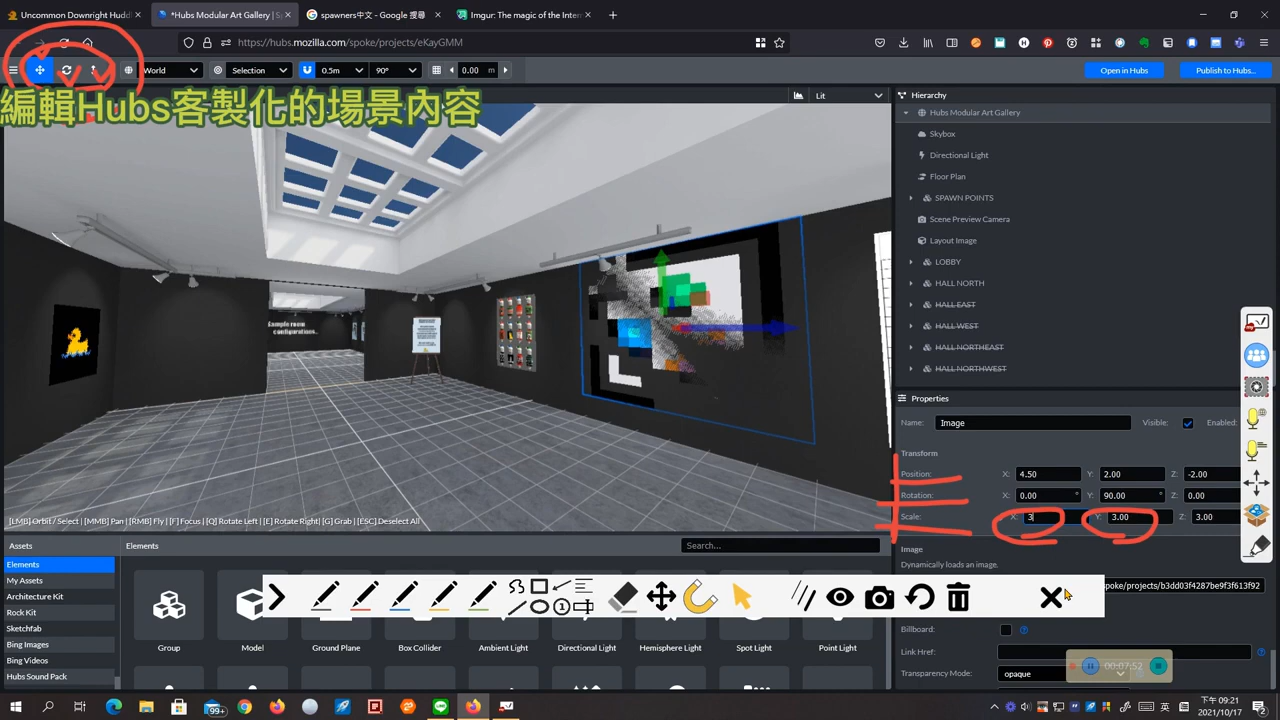 Uncommon Downright Hudd
*Hubs Modular Art Gallery | S
spawners中文 - Google 搜尋
Imgur: The magic of the Inter
https://hubs.mozilla.com/spoke/projects/eKayGMM
World
Selection
0.5m
90°
0.00 m
Open in Hubs
Publish to Hubs...
編輯Hubs客製化的場景內容
Lit
Hierarchy
Hubs Modular Art Gallery
Skybox
Directional Light
Floor Plan
SPAWN POINTS
Scene Preview Camera
Layout Image
LOBBY
HALL NORTH
HALL EAST
HALL WEST
HALL NORTHEAST
HALL NORTHWEST
Example room
configurations.
Properties
Name: Image Visible: Enabled:
Transform
Position: X: 4.50 Y: 2.00 Z: -2.00
Rotation: X: 0.00 ° Y: 90.00 ° Z: 0.00
Scale: X: 3 Y: 3.00 Z: 3.00
[LMB] Orbit / Select | [MMB] Pan | [RMB] Fly | [F] Focus | [Q] Rotate Left | [E] Rotate Right | [G] Grab | [ESC] Deselect All
Image
Dynamically loads an image.
spoke/projects/b3dd03f4287be9f3f613f92
Billboard:
Link Href:
Transparency Mode: opaque
00:07:52
Assets
Elements
My Assets
Architecture Kit
Rock Kit
Sketchfab
Bing Images
Bing Videos
Hubs Sound Pack
Elements
Search...
Group
Model
Ground Plane
Box Collider
Ambient Light
Directional Light
Hemisphere Light
Spot Light
Point Light
99+
下午 09:21
2021/10/17
2